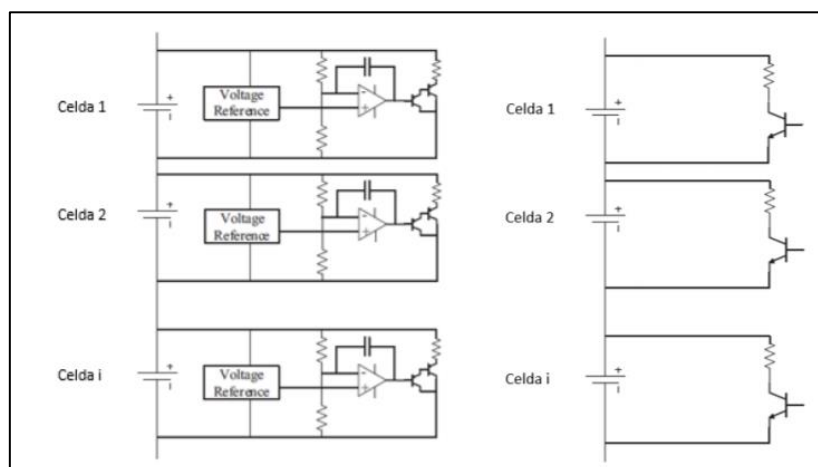 Celda 1
Voltage
Reference
Celda 2
Voltage
Reference
Celda i
Voltage
Reference
Celda 1
Celda 2
Celda i